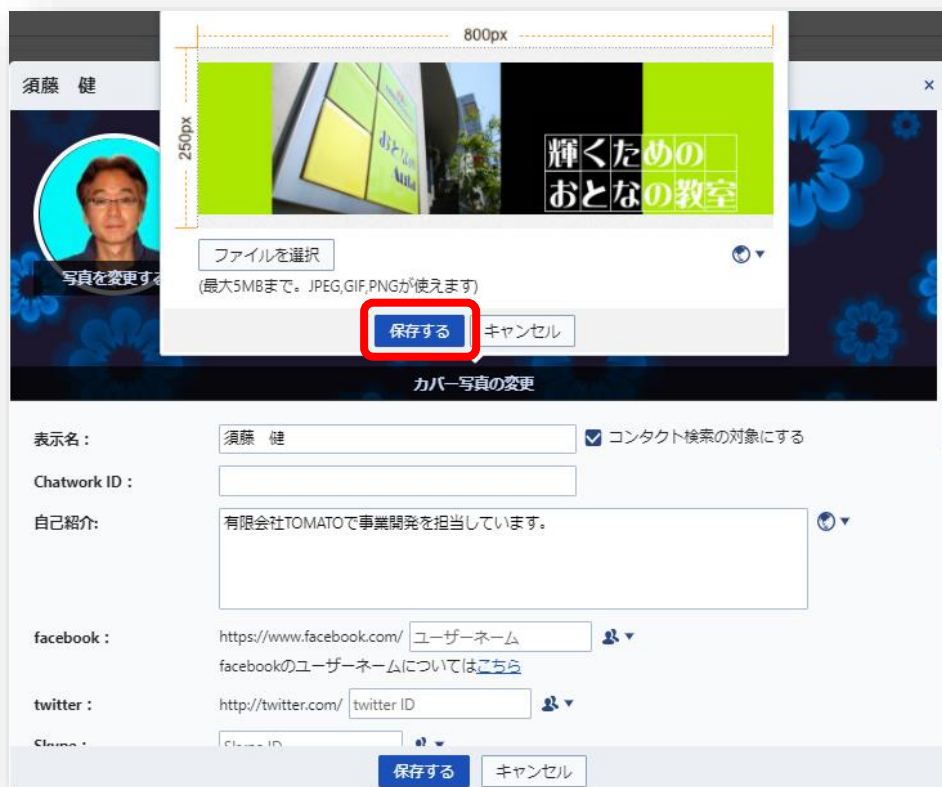 800px
須藤 健
×
250px
おとなの
輝くための
おとなの教室
ファイルを選択
(最大5MBまで。JPEG,GIF,PNGが使えます)
写真を変更する
保存する キャンセル
カバー写真の変更
表示名: 須藤 健 コンタクト検索の対象にする
Chatwork ID:
自己紹介: 有限会社TOMATOで事業開発を担当しています。
facebook: https://www.facebook.com/ ユーザーネーム
facebookのユーザーネームについてはこちら
twitter: http://twitter.com/ twitter ID
Skype: Skype ID
保存する キャンセル